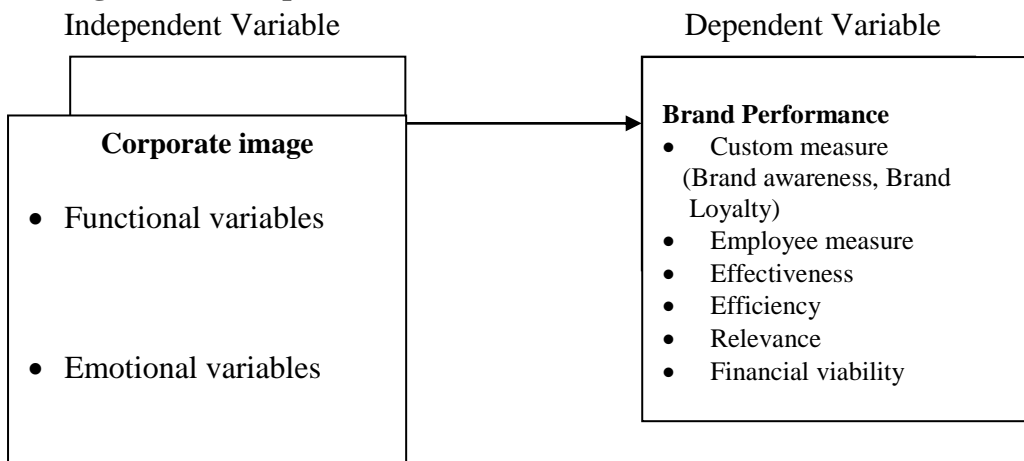 Independent Variable
Dependent Variable
Corporate image
• Functional variables
• Emotional variables
Brand Performance
• Custom measure
(Brand awareness, Brand
Loyalty)
• Employee measure
• Effectiveness
• Efficiency
• Relevance
• Financial viability